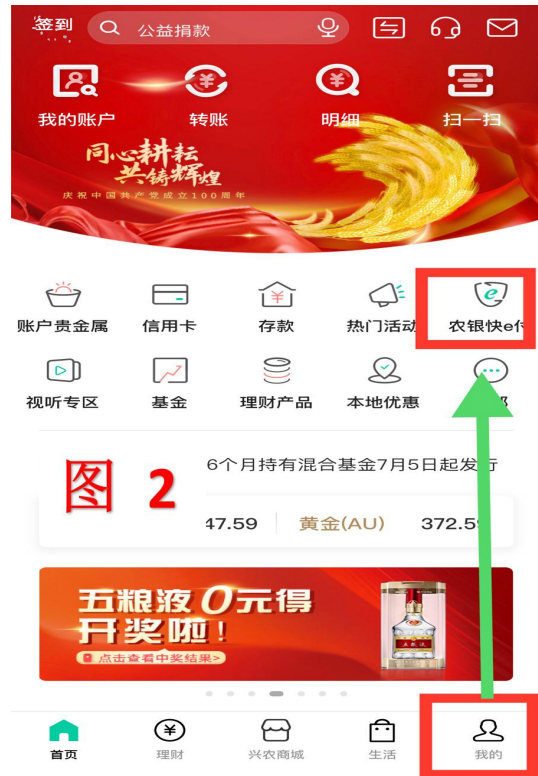 签到 公益捐款
我的账户 转账 明细 扫一扫
同心耕耘
共铸辉煌
庆祝中国共产党成立100周年
账户贵金属 信用卡 存款 热门活动 农银快e付
视听专区 基金 理财产品 本地优惠
图 2
6个月持有混合基金7月5日起发行
47.59 黄金(AU) 372.59
五粮液0元得
开奖啦!
点击查看中奖结果>
首页 理财 兴农商城 生活 我的